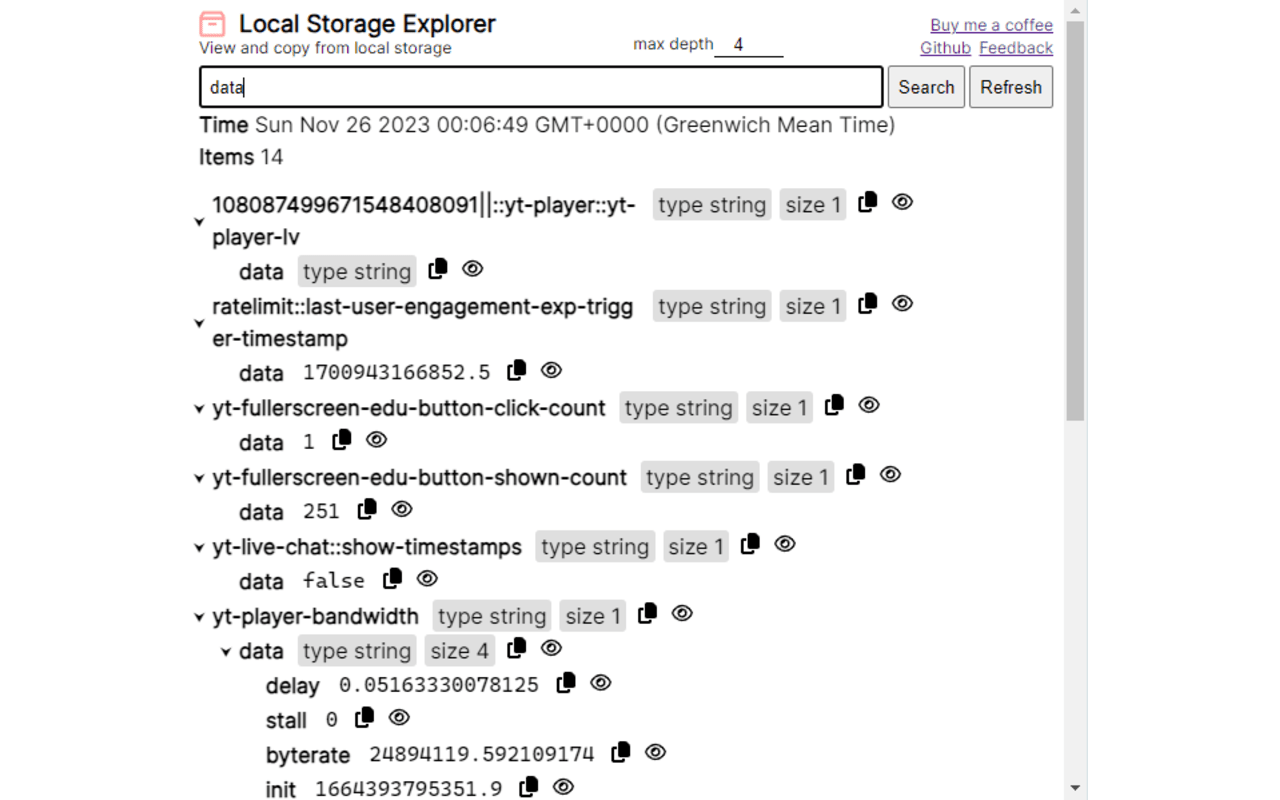 Local Storage Explorer
Buy me a coffee
View and copy from local storage
max depth 4
Github Feedback
data
Search
Refresh
Time Sun Nov 26 2023 00:06:49 GMT+0000 (Greenwich Mean Time)
Items 14
108087499671548408091||::yt-player::yt- type string size 1
player-lv
data type string
ratelimit::last-user-engagement-exp-trigg type string size 1
er-timestamp
data 1700943166852.5
yt-fullerscreen-edu-button-click-count type string size 1
data 1
yt-fullerscreen-edu-button-shown-count type string size 1
data 251
yt-live-chat::show-timestamps type string size 1
data false
yt-player-bandwidth type string size 1
data type string size 4
delay 0.05163330078125
stall 0
byterate 24894119.592109174
init 1664393795351.9